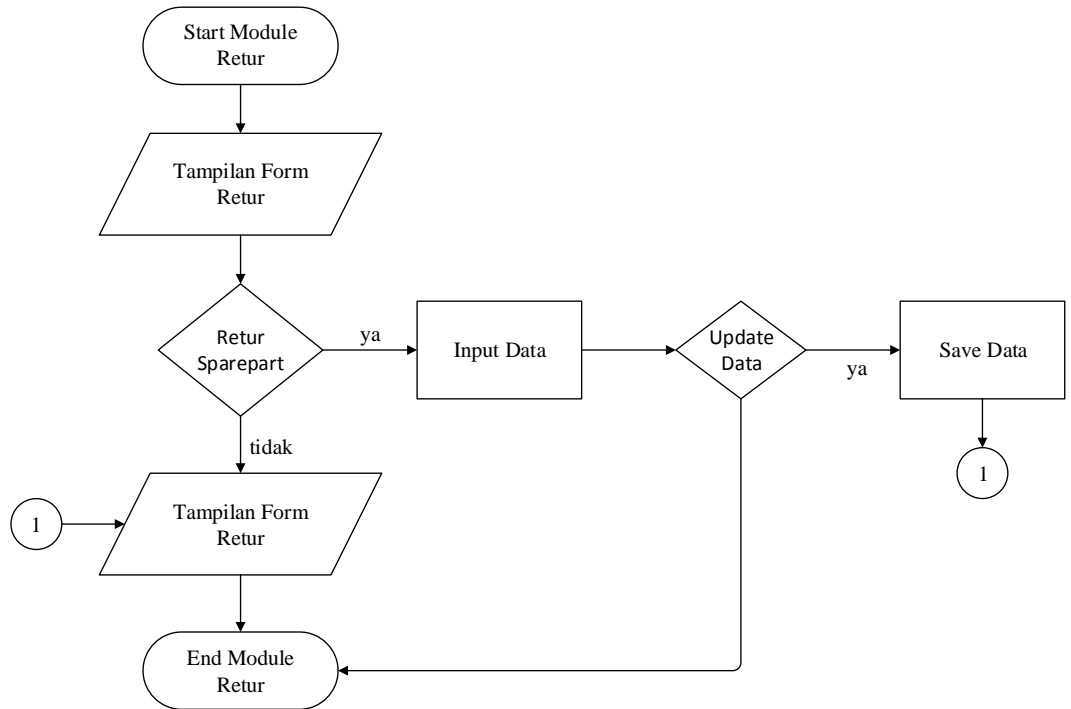 Start Module
Retur
Tampilan Form
Retur
Retur
Sparepart
ya
Input Data
Update
Data
ya
Save Data
tidak
1
1
Tampilan Form
Retur
End Module
Retur